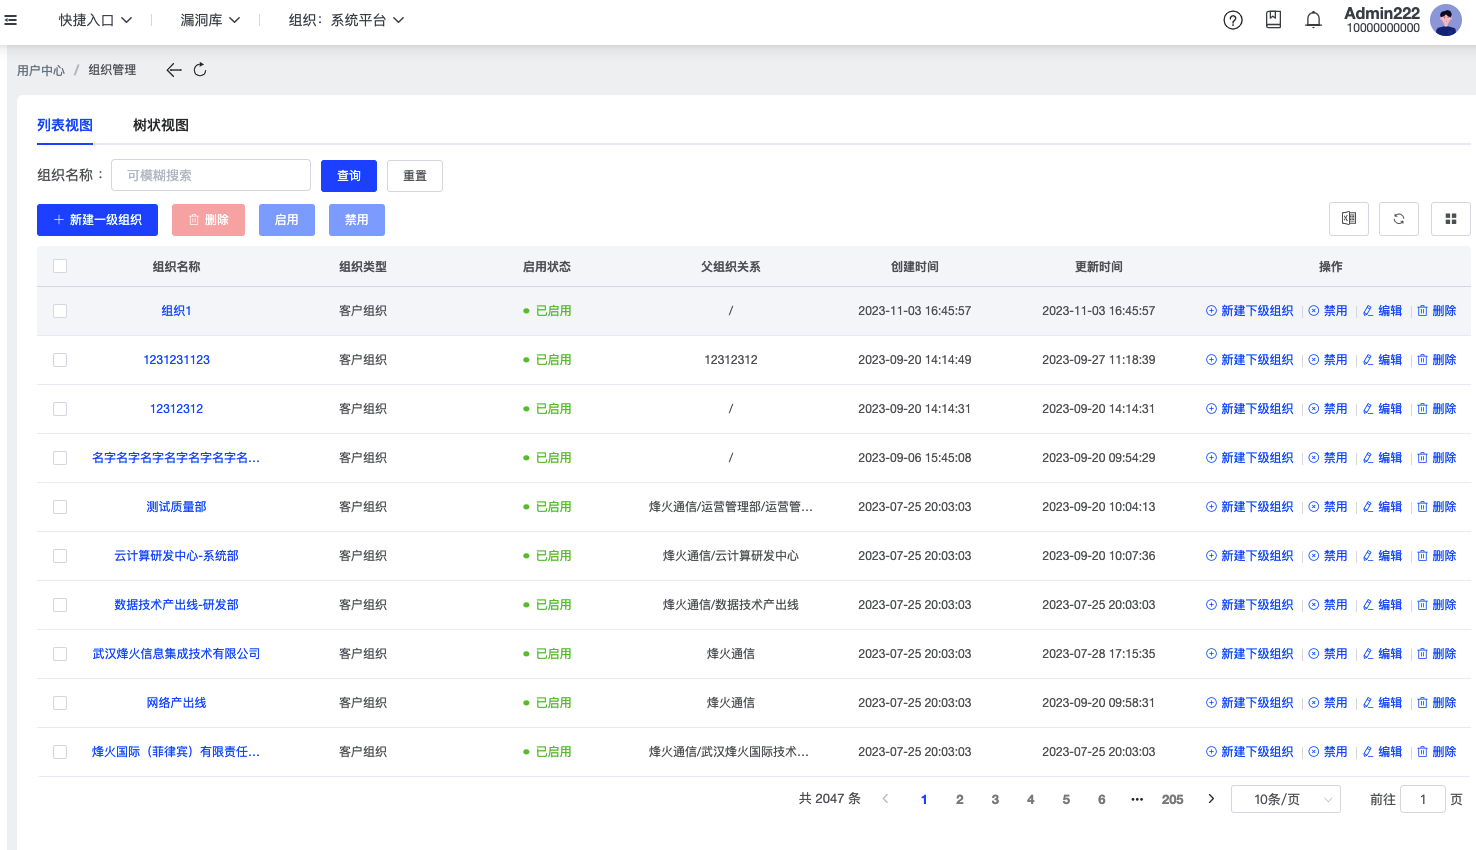 快捷入口 漏洞库 组织：系统平台 Admin222
10000000000
用户中心 / 组织管理
列表视图 树状视图
组织名称： 可模糊搜索 查询 重置
新建一级组织 删除 启用 禁用
组织名称 组织类型 启用状态 父组织关系 创建时间 更新时间 操作
组织1 客户组织 已启用 / 2023-11-03 16:45:57 2023-11-03 16:45:57 新建下级组织 禁用 编辑 删除
1231231123 客户组织 已启用 12312312 2023-09-20 14:14:49 2023-09-27 11:18:39 新建下级组织 禁用 编辑 删除
12312312 客户组织 已启用 / 2023-09-20 14:14:31 2023-09-20 14:14:31 新建下级组织 禁用 编辑 删除
名字名字名字名字名字名字名... 客户组织 已启用 / 2023-09-06 15:45:08 2023-09-20 09:54:29 新建下级组织 禁用 编辑 删除
测试质量部 客户组织 已启用 烽火通信/运营管理部/运营管... 2023-07-25 20:03:03 2023-09-20 10:04:13 新建下级组织 禁用 编辑 删除
云计算研发中心-系统部 客户组织 已启用 烽火通信/云计算研发中心 2023-07-25 20:03:03 2023-09-20 10:07:36 新建下级组织 禁用 编辑 删除
数据技术产出线-研发部 客户组织 已启用 烽火通信/数据技术产出线 2023-07-25 20:03:03 2023-07-25 20:03:03 新建下级组织 禁用 编辑 删除
武汉烽火信息集成技术有限公司 客户组织 已启用 烽火通信 2023-07-25 20:03:03 2023-07-28 17:15:35 新建下级组织 禁用 编辑 删除
网络产出线 客户组织 已启用 烽火通信 2023-07-25 20:03:03 2023-09-20 09:58:31 新建下级组织 禁用 编辑 删除
烽火国际（菲律宾）有限责任... 客户组织 已启用 烽火通信/武汉烽火国际技术... 2023-07-25 20:03:03 2023-07-25 20:03:03 新建下级组织 禁用 编辑 删除
共 2047 条 1 2 3 4 5 6 ••• 205 10条/页 前往 1 页